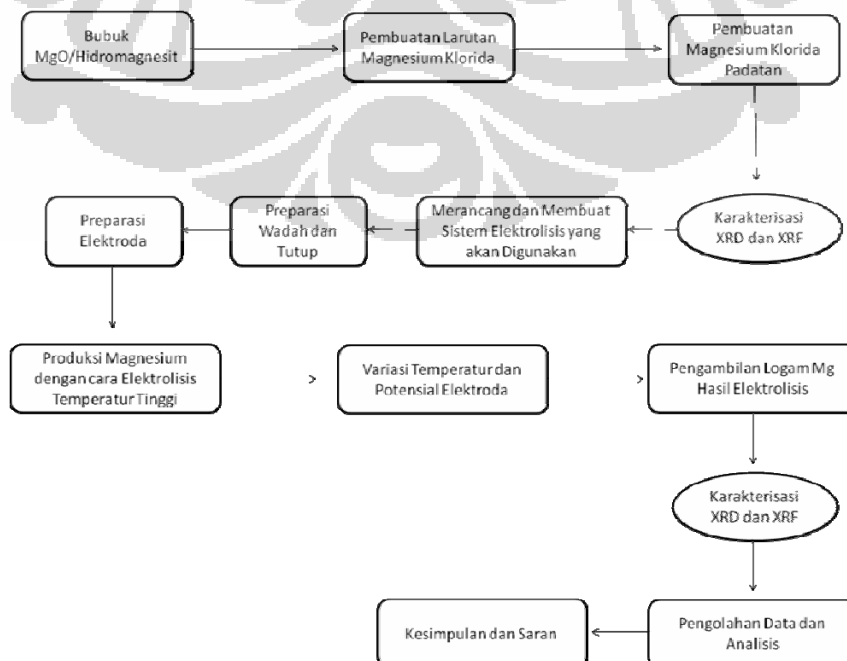 Bubuk
MgO/Hidromagnesit
Pembuatan Larutan
Magnesium Klorida
Pembuatan
Magnesium Klorida
Padatan
Karakterisasi
XRD dan XRF
Merancang dan Membuat
Sistem Elektrolisis yang
akan Digunakan
Preparasi
Wadah dan
Tutup
Preparasi
Elektroda
Produksi Magnesium
dengan cara Elektrolisis
Temperatur Tinggi
Variasi Temperatur dan
Potensial Elektroda
Pengambilan Logam Mg
Hasil Elektrolisis
Karakterisasi
XRD dan XRF
Pengolahan Data dan
Analisis
Kesimpulan dan Saran